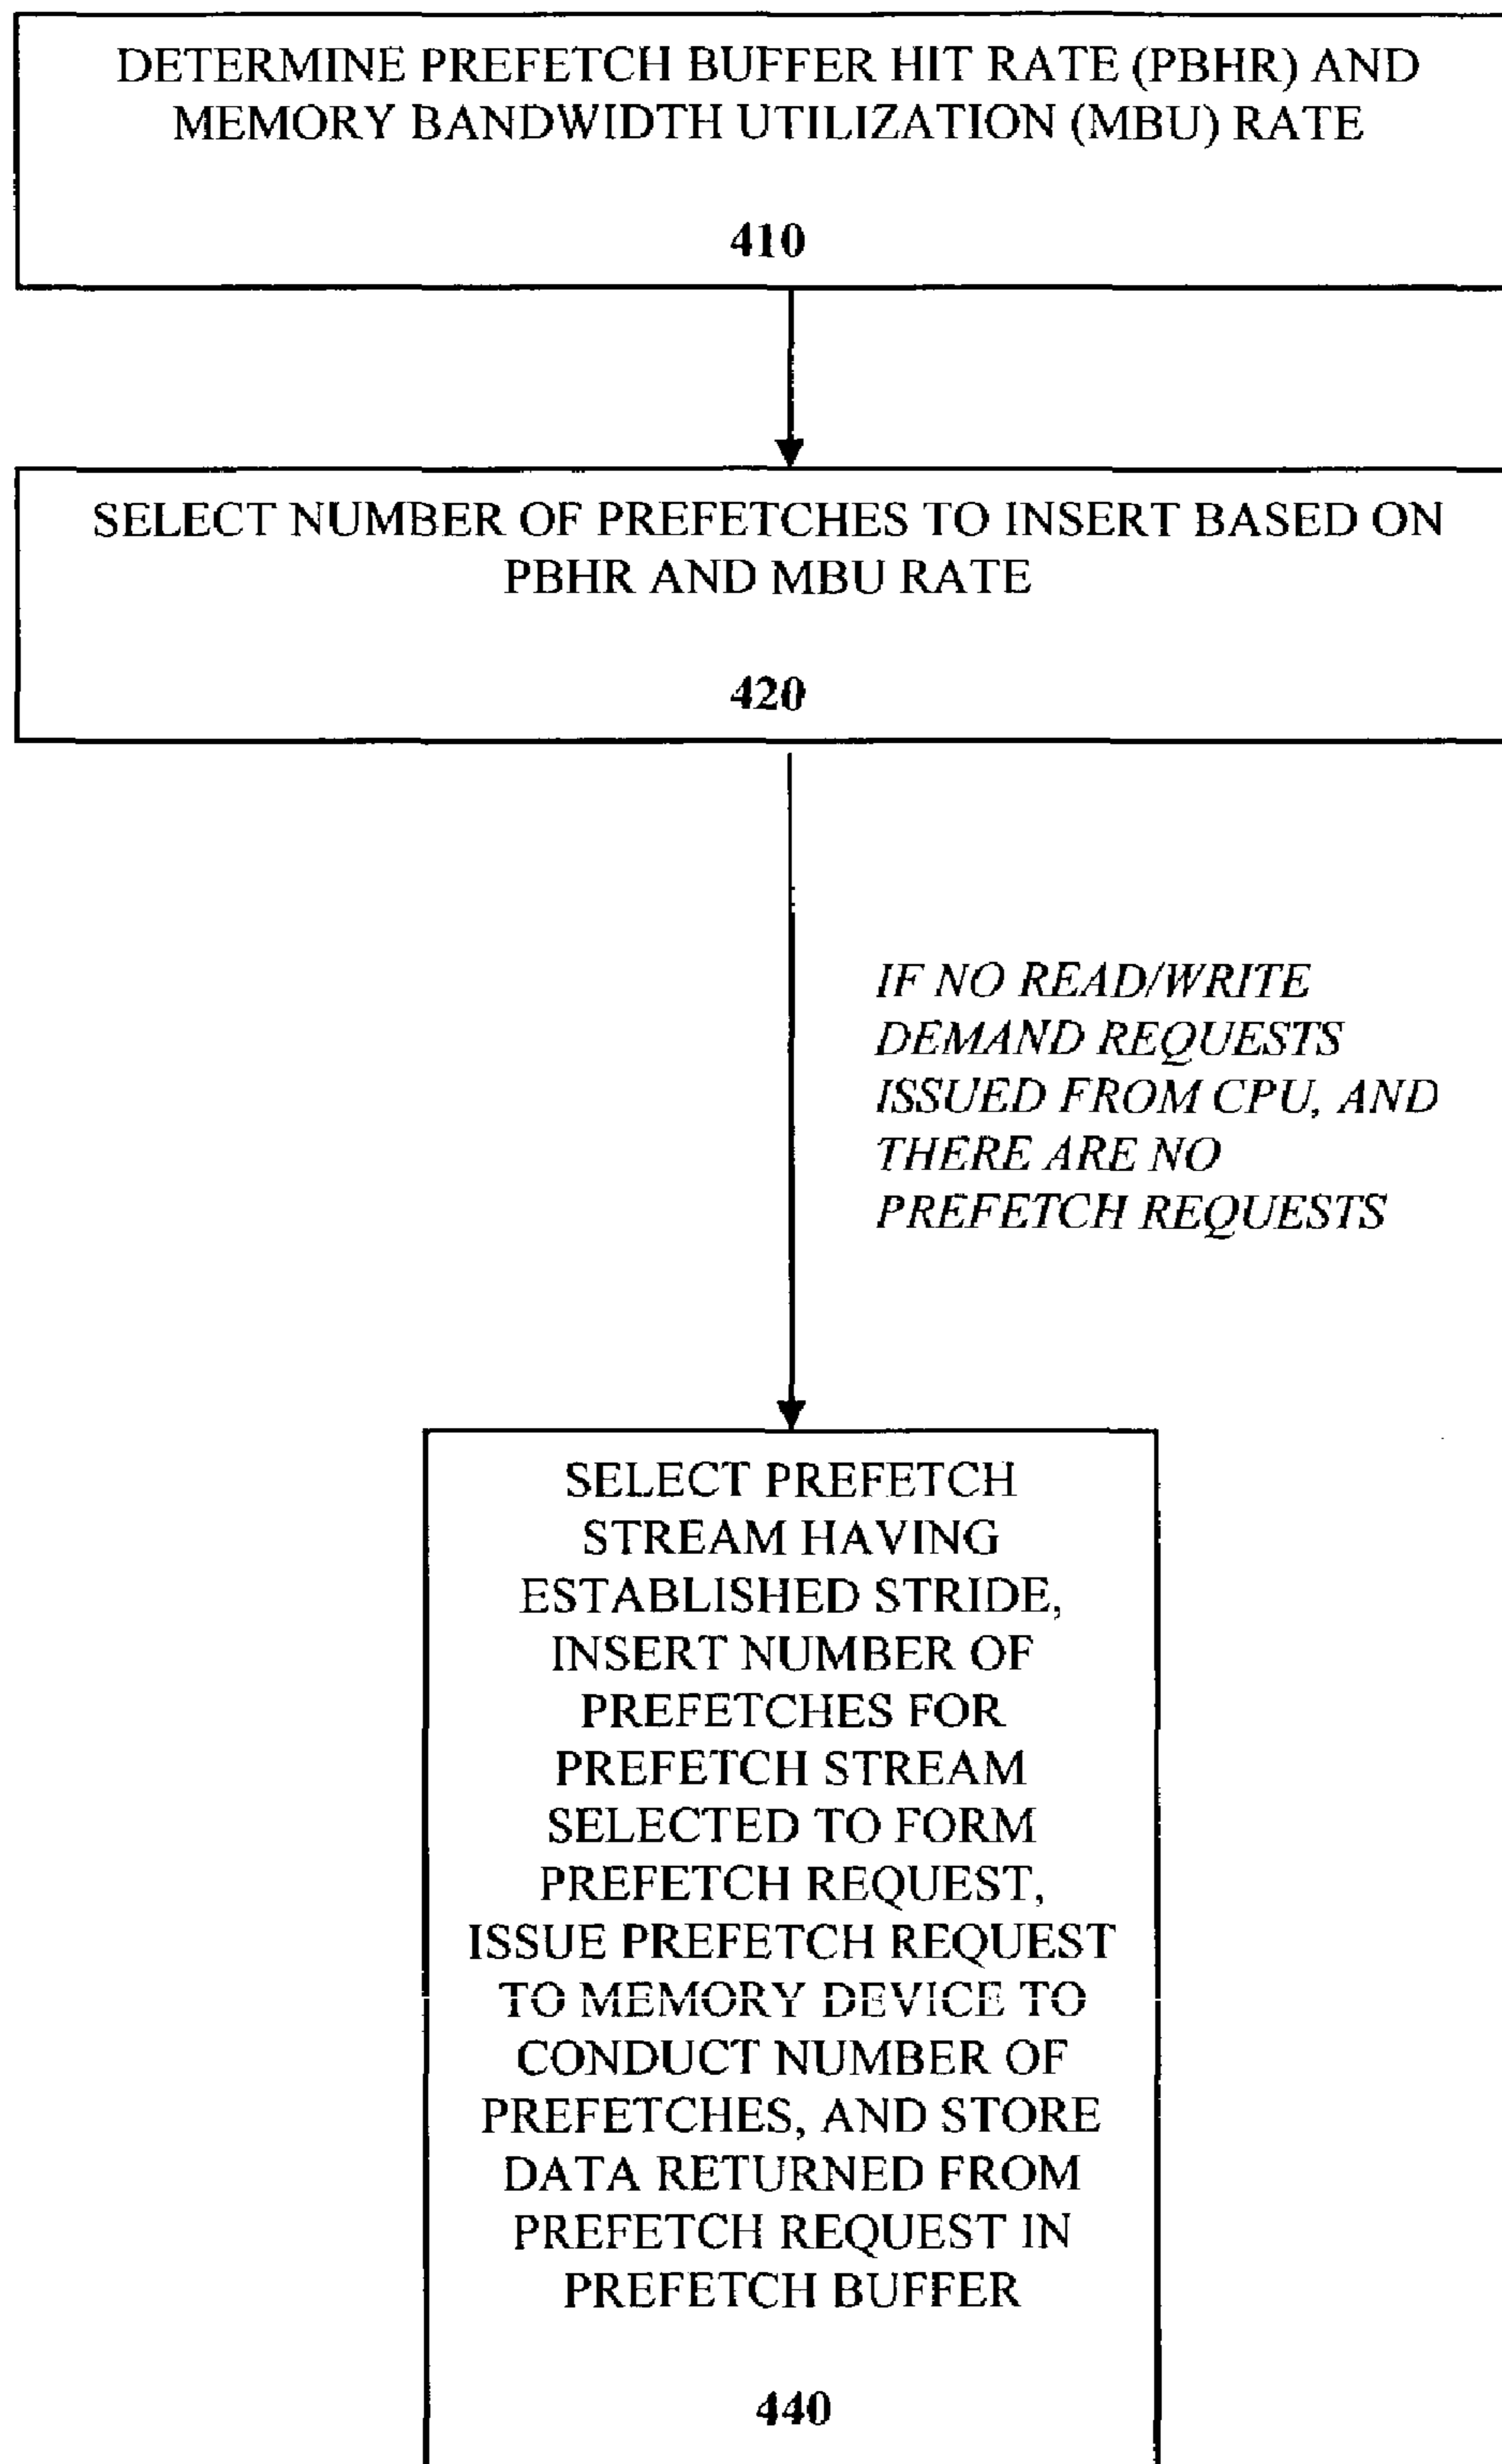 DETERMINE PREFETCH BUFFER HIT RATE (PBHR) AND
MEMORY BANDWIDTH UTILIZATION (MBU) RATE
410
SELECT NUMBER OF PREFETCHES TO INSERT BASED ON
PBHR AND MBU RATE
420
IF NO READ/WRITE
DEMAND REQUESTS
ISSUED FROM CPU, AND
THERE ARE NO
PREFETCH REQUESTS
SELECT PREFETCH
STREAM HAVING
ESTABLISHED STRIDE,
INSERT NUMBER OF
PREFETCHES FOR
PREFETCH STREAM
SELECTED TO FORM
PREFETCH REQUEST,
ISSUE PREFETCH REQUEST
TO MEMORY DEVICE TO
CONDUCT NUMBER OF
PREFETCHES, AND STORE
DATA RETURNED FROM
PREFETCH REQUEST IN
PREFETCH BUFFER
440